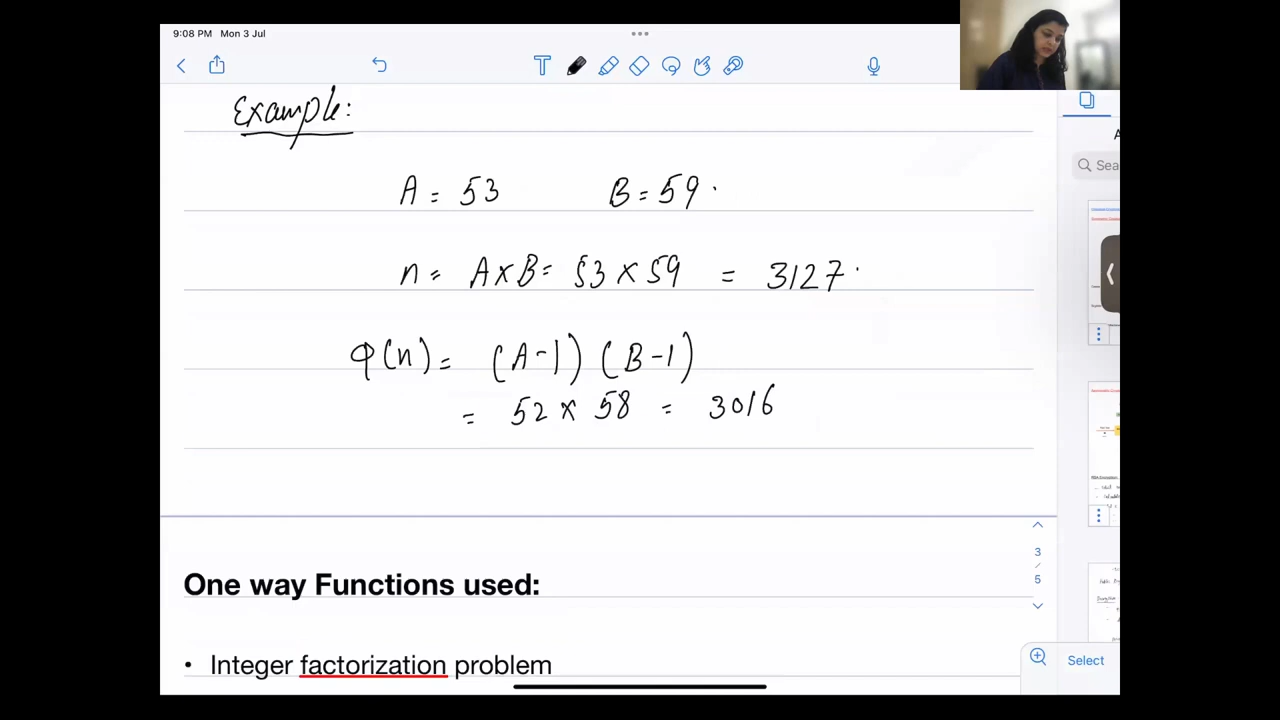 9:08 PM Mon 3 Jul
Example:
A = 53 B = 59.
n = A x B = 53 x 59 = 3127.
φ(n) = (A-1) (B-1)
= 52 x 58 = 3016
One way Functions used:
• Integer factorization problem
Sea
3
/
5
Select